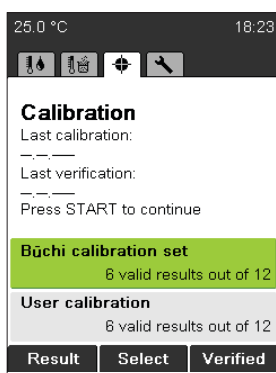 25.0 °C 18:23
Calibration
Last calibration:
–.–.––
Last verification:
–.–.––
Press START to continue
Būchi calibration set
6 valid results out of 12
User calibration
6 valid results out of 12
Result Select Verified